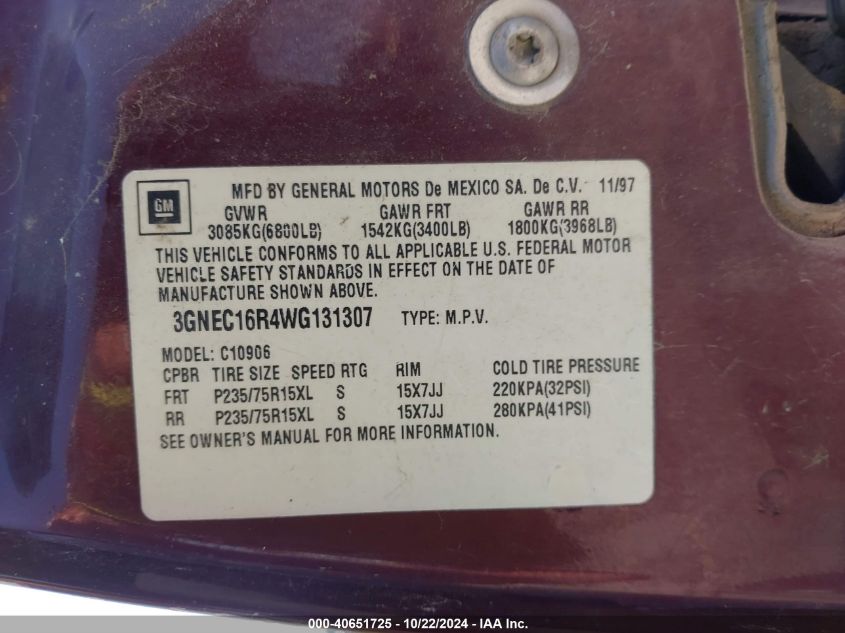 GM MFD BY GENERAL MOTORS De MEXICO SA. De C.V. 11/97
GVWR GAWR FRT GAWR RR
3085KG(6800LB) 1542KG(3400LB) 1800KG(3968LB)
THIS VEHICLE CONFORMS TO ALL APPLICABLE U.S. FEDERAL MOTOR
VEHICLE SAFETY STANDARDS IN EFFECT ON THE DATE OF
MANUFACTURE SHOWN ABOVE.
3GNEC16R4WG131307 TYPE: M.P.V.
MODEL: C10906
CPBR TIRE SIZE SPEED RTG RIM COLD TIRE PRESSURE
FRT P235/75R15XL S 15X7JJ 220KPA(32PSI)
RR P235/75R15XL S 15X7JJ 280KPA(41PSI)
SEE OWNER'S MANUAL FOR MORE INFORMATION.
000-40651725 - 10/22/2024 - IAA Inc.